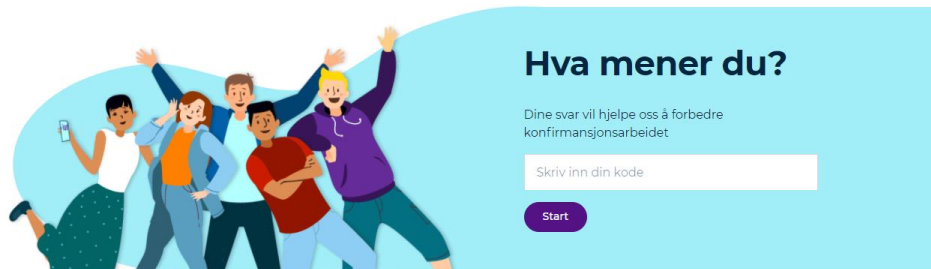 Hva mener du?
Dine svar vil hjelpe oss å forbedre
konfirmansjonsarbeidet
Skriv inn din kode
Start